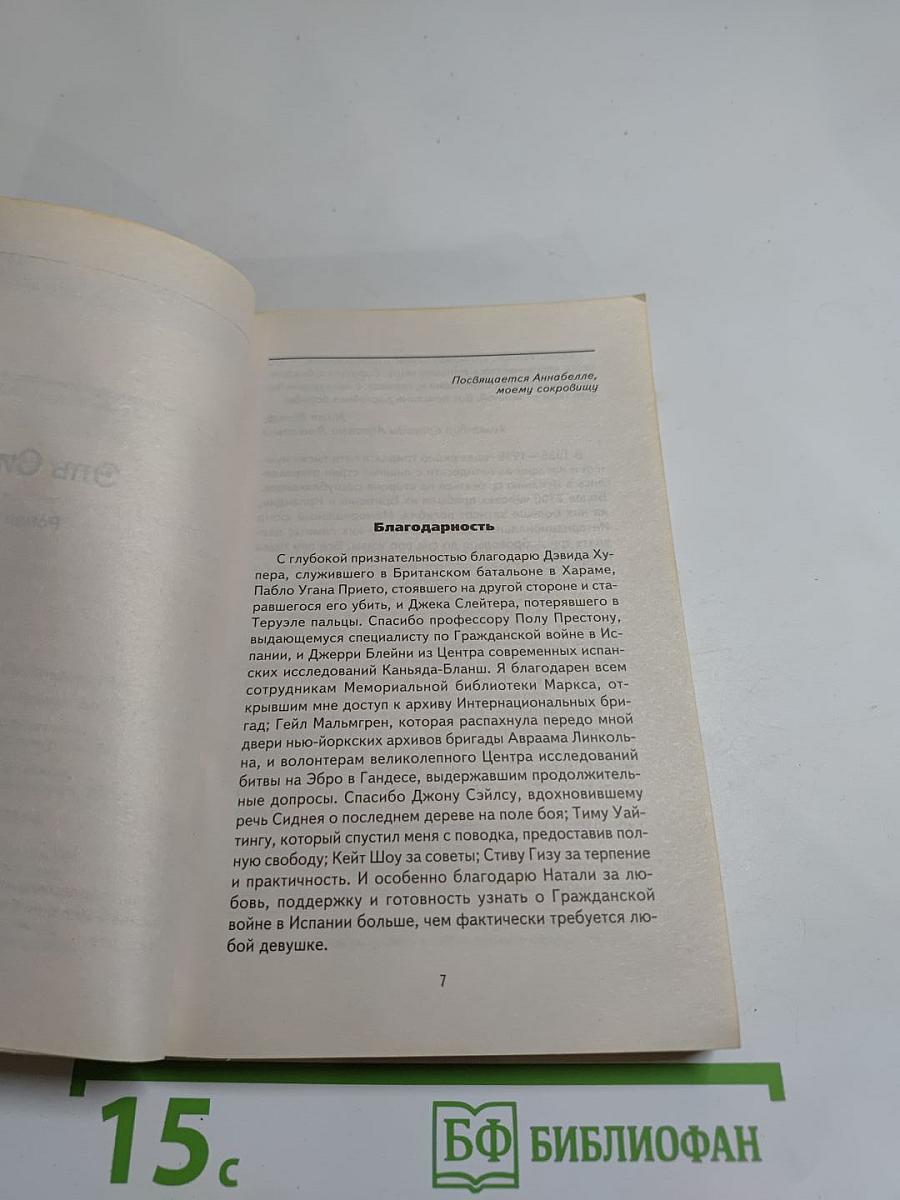 Посвящается Аннабелле,
моему сокровищу
Благодарность
С глубокой признательностью благодарю Дэвида Ху-
пера, служившего в Британском батальоне в Хараме,
Пабло Угана Прието, стоявшего на другой стороне и ста-
равшегося его убить, и Джека Слейтера, потерявшего в
Теруэле пальцы. Спасибо профессору Полу Престону,
выдающемуся специалисту по Гражданской войне в Ис-
пании, и Джерри Блейни из Центра современных испан-
ских исследований Каньяда-Бланш. Я благодарен всем
сотрудникам Мемориальной библиотеки Маркса, от-
крывшим мне доступ к архиву Интернациональных бри-
гад; Гейл Мальмгрен, которая распахнула передо мной
двери нью-йоркских архивов бригады Авраама Линколь-
на, и волонтерам великолепного Центра исследований
битвы на Эбро в Гандесе, выдержавшим продолжитель-
ные допросы. Спасибо Джону Сэйлсу, вдохновившему
речь Сиднея о последнем дереве на поле боя; Тиму Уай-
тингу, который спустил меня с поводка, предоставив пол-
ную свободу; Кейт Шоу за советы; Стиву Гизу за терпение
и практичность. И особенно благодарю Натали за лю-
бовь, поддержку и готовность узнать о Гражданской
войне в Испании больше, чем фактически требуется лю-
бой девушке.
7
15 с
БФ БИБЛИОФАН